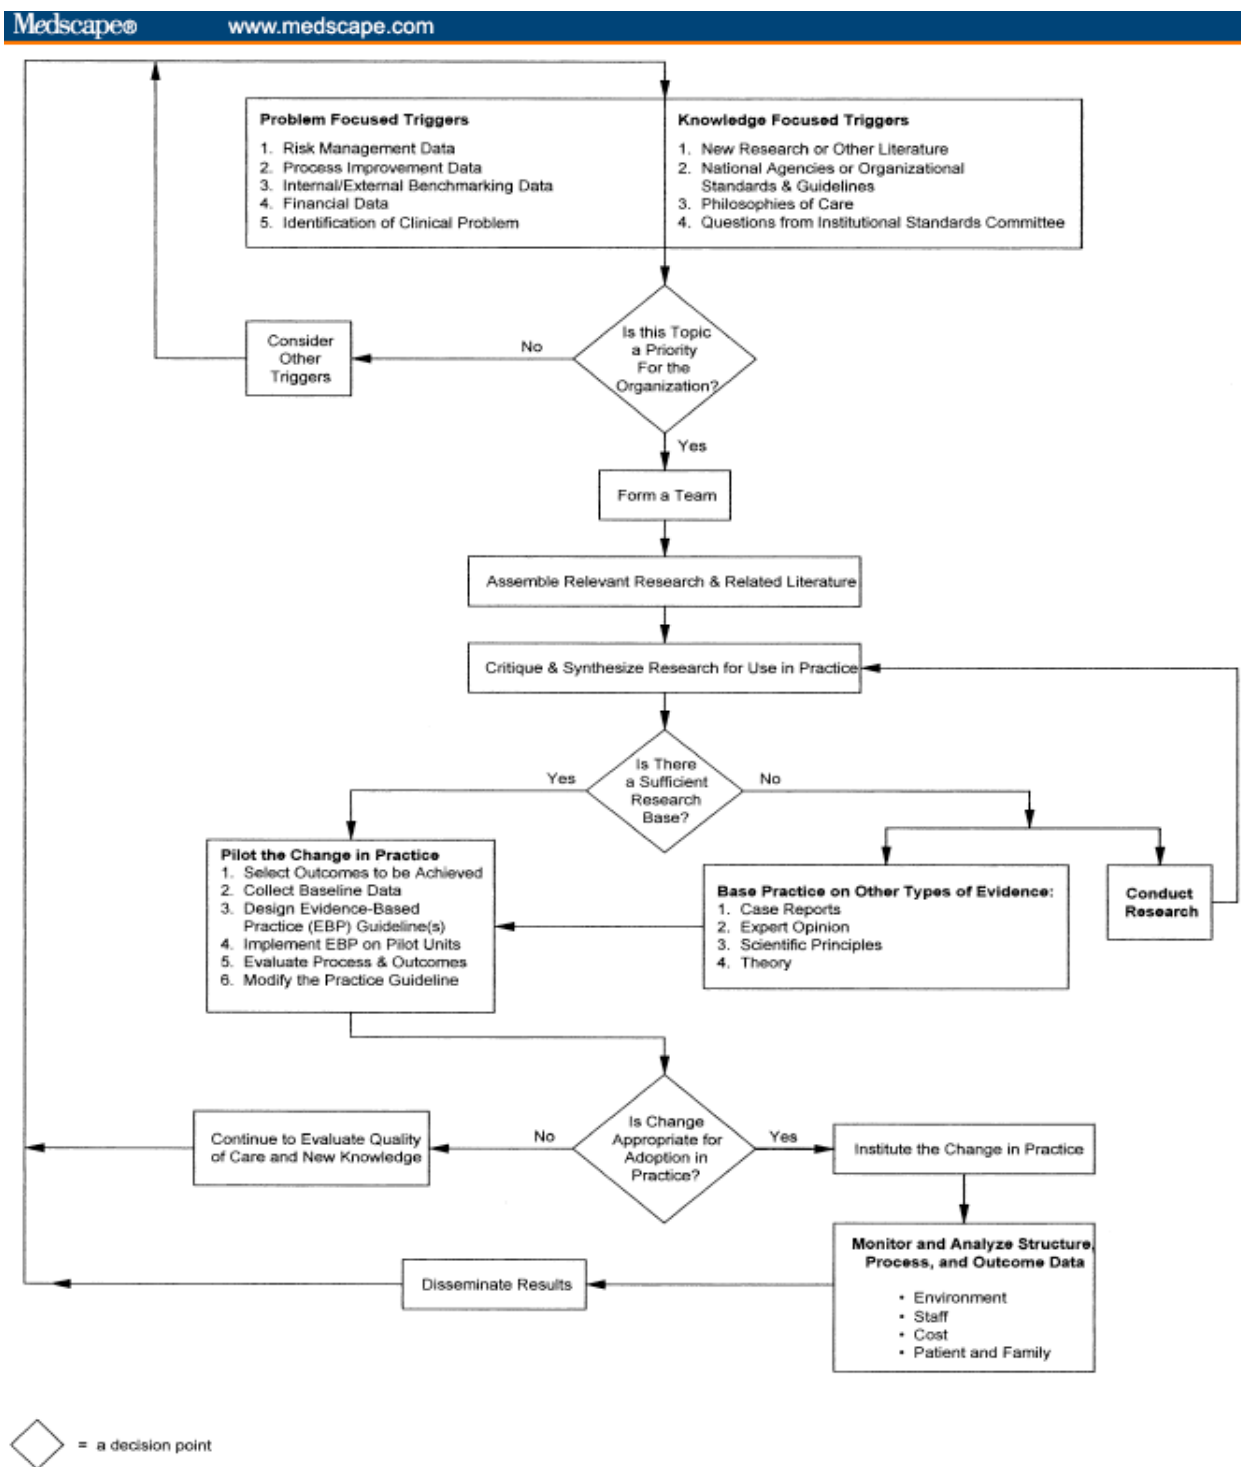 Medscape® www.medscape.com
Problem Focused Triggers
1. Risk Management Data
2. Process Improvement Data
3. Internal/External Benchmarking Data
4. Financial Data
5. Identification of Clinical Problem
Knowledge Focused Triggers
1. New Research or Other Literature
2. National Agencies or Organizational
Standards & Guidelines
3. Philosophies of Care
4. Questions from Institutional Standards Committee
Is this Topic
a Priority
For the
Organization?
No
Consider
Other
Triggers
Yes
Form a Team
Assemble Relevant Research & Related Literature
Critique & Synthesize Research for Use in Practice
Is There
a Sufficient
Research
Base?
Yes
No
Pilot the Change in Practice
1. Select Outcomes to be Achieved
2. Collect Baseline Data
3. Design Evidence-Based
Practice (EBP) Guideline(s)
4. Implement EBP on Pilot Units
5. Evaluate Process & Outcomes
6. Modify the Practice Guideline
Base Practice on Other Types of Evidence:
1. Case Reports
2. Expert Opinion
3. Scientific Principles
4. Theory
Conduct
Research
Is Change
Appropriate for
Adoption in
Practice?
No
Yes
Continue to Evaluate Quality
of Care and New Knowledge
Institute the Change in Practice
Monitor and Analyze Structure,
Process, and Outcome Data
• Environment
• Staff
• Cost
• Patient and Family
Disseminate Results
= a decision point